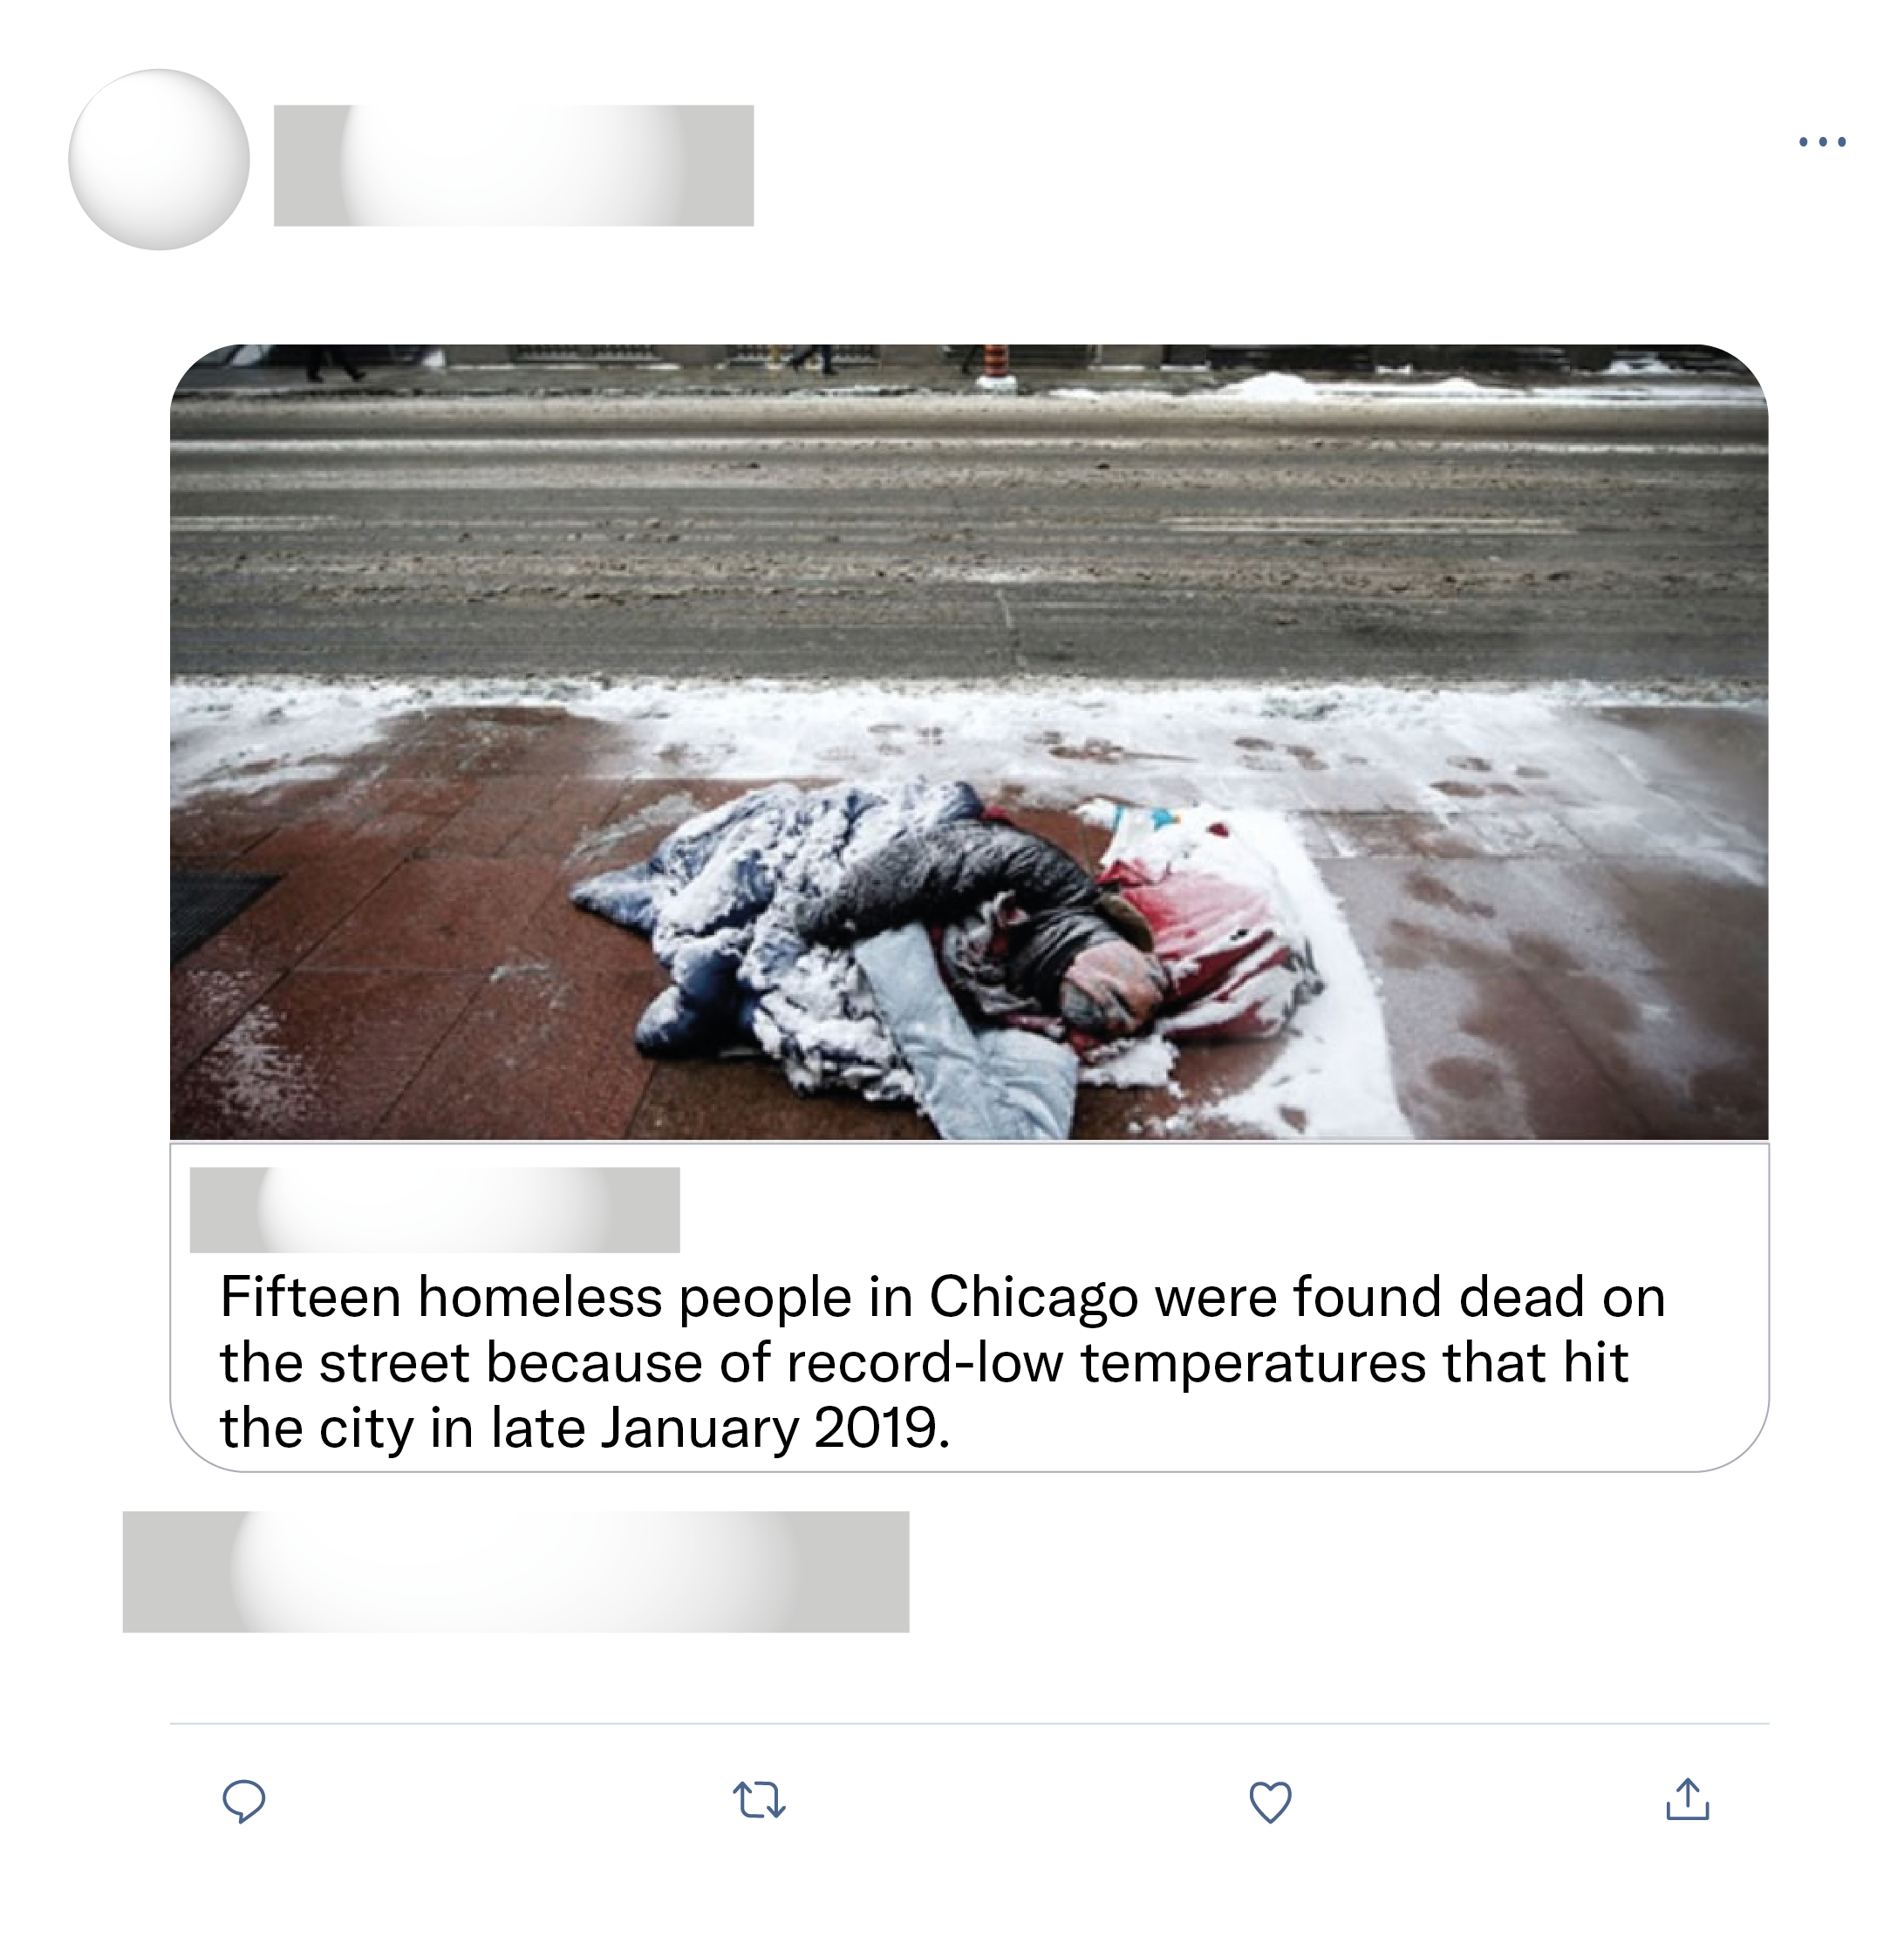 Fifteen homeless people in Chicago were found dead on
the street because of record-low temperatures that hit
the city in late January 2019.